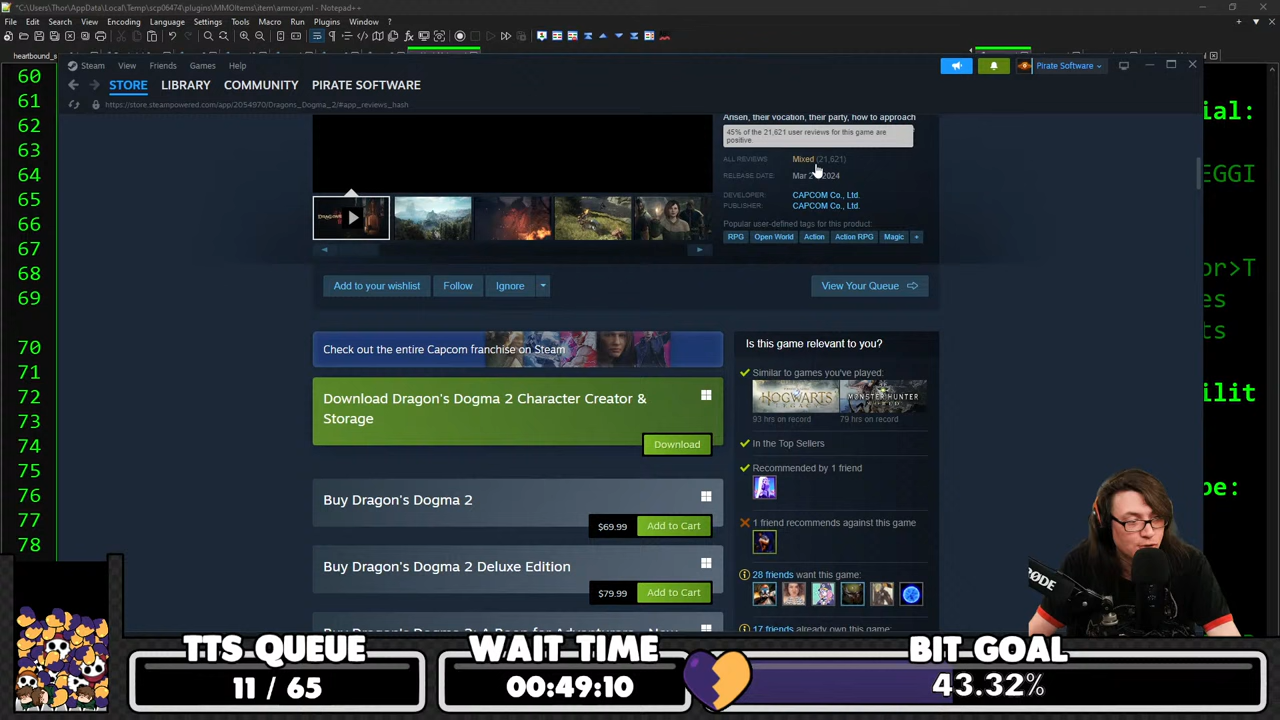 *C:\Users\Thor\AppData\Local\Temp\scp06474\plugins\MMOItems\item\armor.yml - Notepad++
File Edit Search View Encoding Language Settings Tools Macro Run Plugins Window ?
heartbound_s
Steam View Friends Games Help
Pirate Software
STORE LIBRARY COMMUNITY PIRATE SOFTWARE
https://store.steampowered.com/app/2054970/Dragons_Dogma_2/#app_reviews_hash
60
61
62
63
64
65
66
67
68
69
70
71
72
73
74
75
76
77
78
ial:
EGGI
or>T
es
ts
ilit
pe:
Arisen, their vocation, their party, how to approach
45% of the 21,621 user reviews for this game are
positive
ALL REVIEWS: Mixed (21,621)
RELEASE DATE: Mar 2 2024
DEVELOPER: CAPCOM Co., Ltd.
PUBLISHER: CAPCOM Co., Ltd.
Popular user-defined tags for this product:
RPG Open World Action Action RPG Magic +
Add to your wishlist Follow Ignore
View Your Queue
Check out the entire Capcom franchise on Steam
Download Dragon's Dogma 2 Character Creator &
Storage
Download
Buy Dragon's Dogma 2
$69.99 Add to Cart
Buy Dragon's Dogma 2 Deluxe Edition
$79.99 Add to Cart
Is this game relevant to you?
Similar to games you've played:
HOGWARTS
MONSTER HUNTER
93 hrs on record 79 hrs on record
In the Top Sellers
Recommended by 1 friend
1 friend recommends against this game
28 friends want this game:
17 friends already own this game:
RØDE
TTS QUEUE
11 / 65
WAIT TIME
00:49:10
BIT GOAL
43.32%